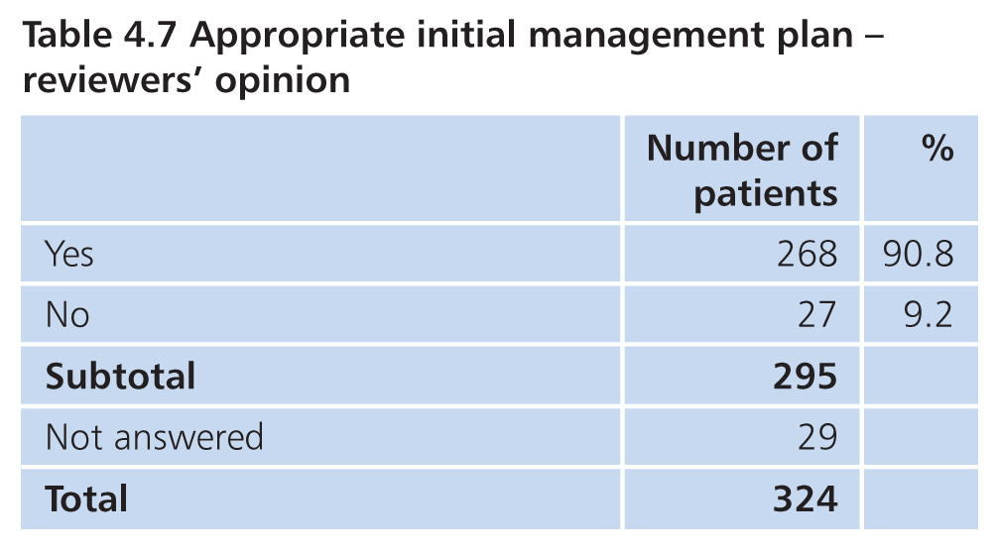 Table 4.7 Appropriate initial management plan –
reviewers’ opinion
Number of patients %
Yes 268 90.8
No 27 9.2
Subtotal 295
Not answered 29
Total 324